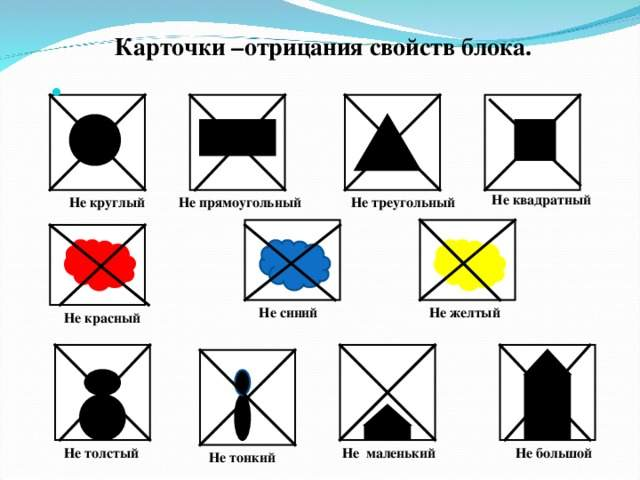 Карточки –отрицания свойств блока.
Не круглый
Не прямоугольный
Не треугольный
Не квадратный
Не красный
Не синий
Не желтый
Не толстый
Не тонкий
Не маленький
Не большой